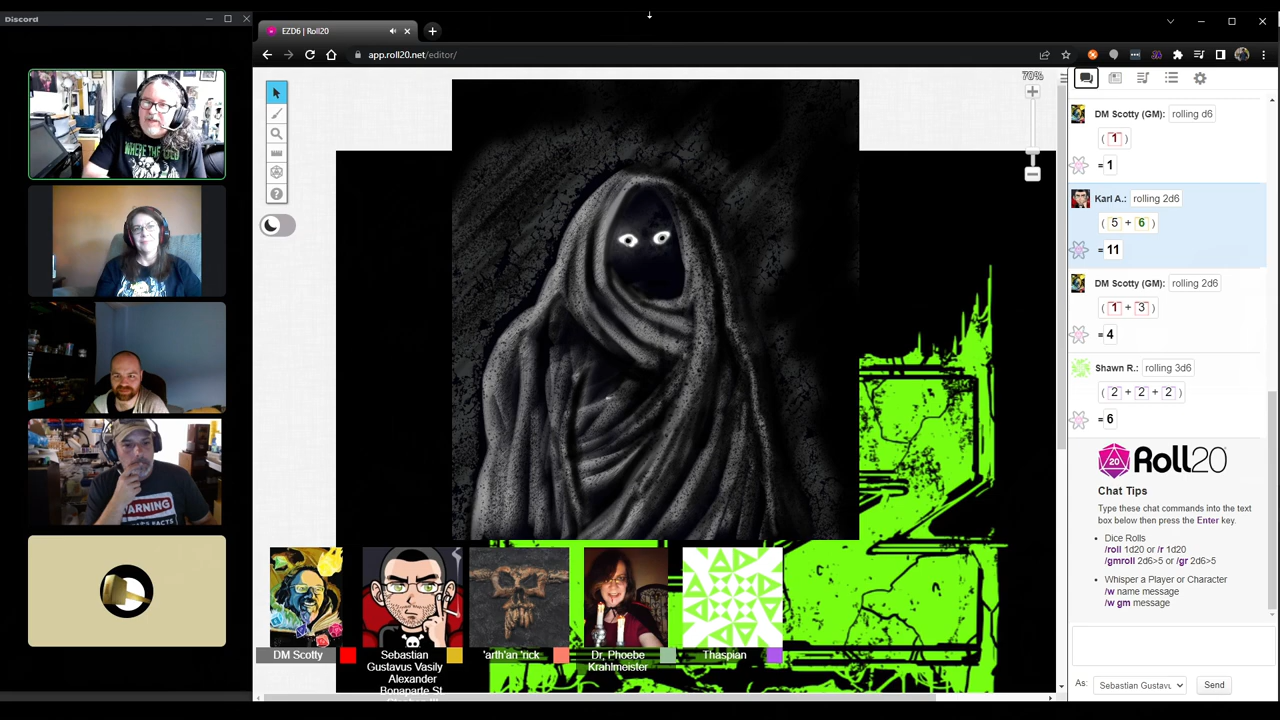 Discord
EZD6 | Roll20
app.roll20.net/editor/
70%
WHERE THE
WARNING
DM Scotty (GM): rolling d6
( 1 )
= 1
Karl A.: rolling 2d6
( 5 + 6 )
= 11
DM Scotty (GM): rolling 2d6
( 1 + 3 )
= 4
Shawn R.: rolling 3d6
( 2 + 2 + 2 )
= 6
20 Roll20
Chat Tips
Type these chat commands into the text
box below then press the Enter key.
• Dice Rolls
/roll 1d20 or /r 1d20
/gmroll 2d6>5 or /gr 2d6>5
• Whisper a Player or Character
/w name message
/w gm message
As: Sebastian Gustavu Send
DM Scotty
Sebastian
Gustavus Vasily
Alexander
Bonaparte St.
'arth'an 'rick
Dr, Phoebe
Krahlmeister
Thaspian